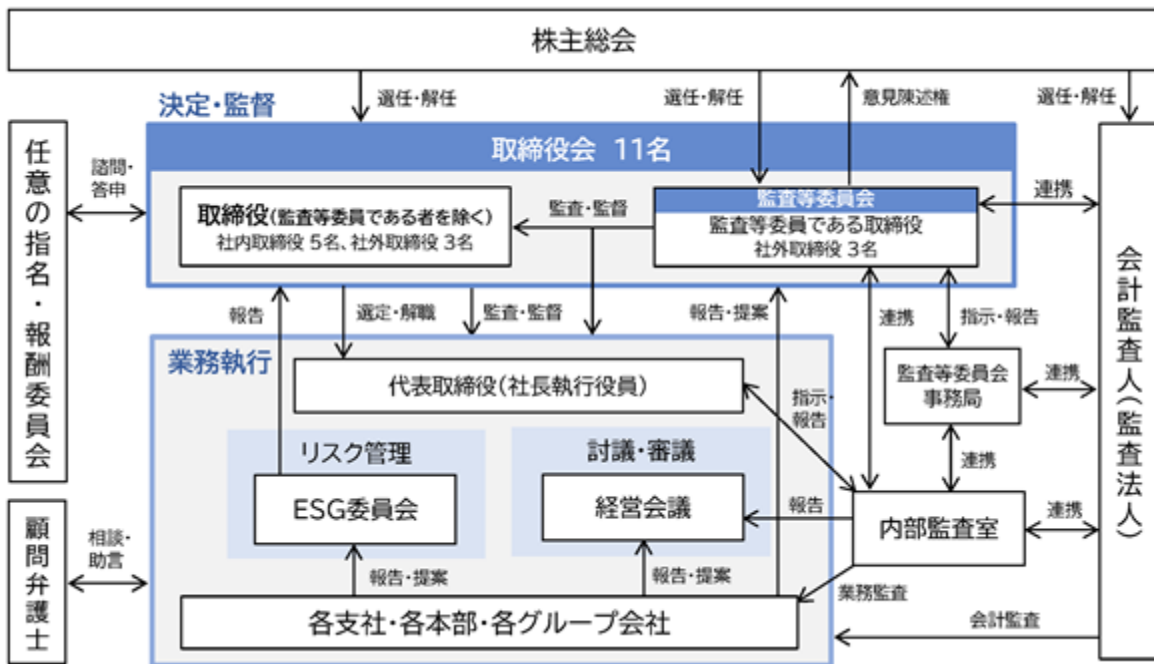 株主総会
決定・監督
選任・解任
選任・解任
意見陳述権
選任・解任
任意の指名・報酬委員会
諮問・
答申
取締役会 11名
取締役(監査等委員である者を除く)
社内取締役 5名、社外取締役 3名
監査・監督
監査等委員会
監査等委員である取締役
社外取締役 3名
連携
会計監査人(監査法人)
報告
選定・解職
監査・監督
報告・提案
連携
指示・報告
業務執行
代表取締役(社長執行役員)
指示・
報告
監査等委員会
事務局
連携
リスク管理
討議・審議
連携
ESG委員会
経営会議
報告
内部監査室
連携
顧問弁護士
相談・
助言
報告・提案
報告・提案
業務監査
各支社・各本部・各グループ会社
会計監査